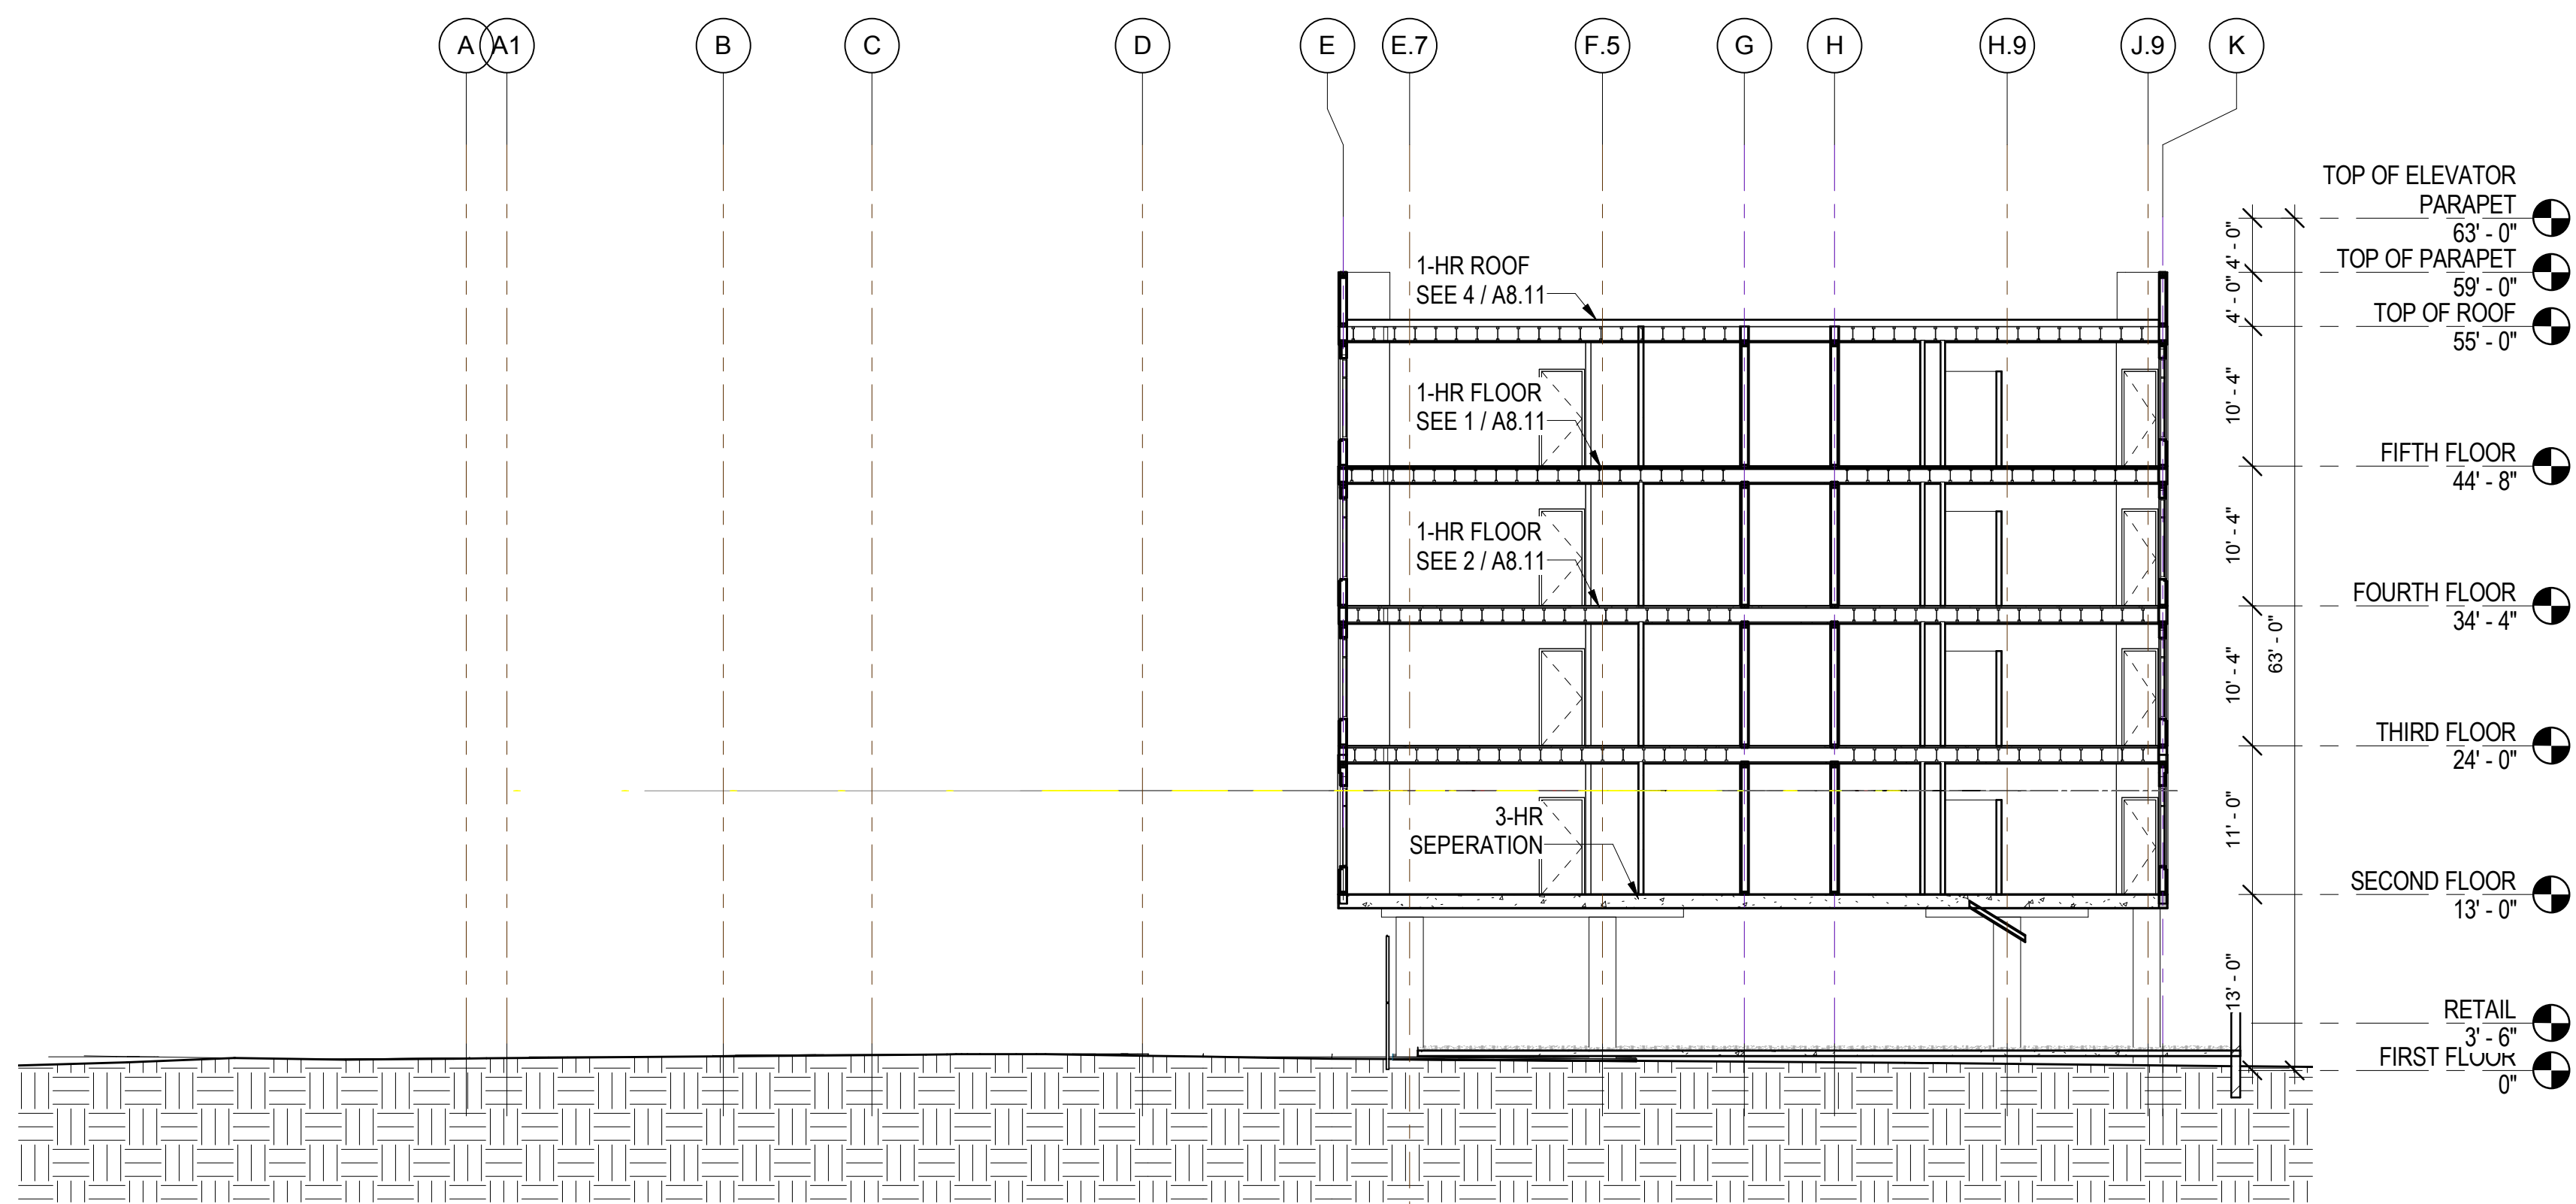 A
A1
B
C
D
E
E.7
F.5
G
H
H.9
J.9
K
TOP OF ELEVATOR
PARAPET
63' - 0"
TOP OF PARAPET
59' - 0"
TOP OF ROOF
55' - 0"
FIFTH FLOOR
44' - 8"
FOURTH FLOOR
34' - 4"
THIRD FLOOR
24' - 0"
SECOND FLOOR
13' - 0"
RETAIL
3' - 6"
FIRST FLOOR
0"
4' - 0"
4' - 0"
10' - 4"
10' - 4"
10' - 4"
11' - 0"
13' - 0"
63' - 0"
1-HR ROOF
SEE 4 / A8.11
1-HR FLOOR
SEE 1 / A8.11
1-HR FLOOR
SEE 2 / A8.11
3-HR
SEPERATION